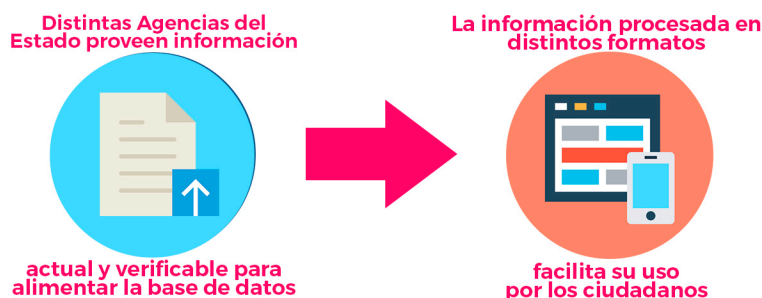 Distintas Agencias del
Estado proveen información
actual y verificable para
alimentar la base de datos
La información procesada en
distintos formatos
facilita su uso
por los ciudadanos